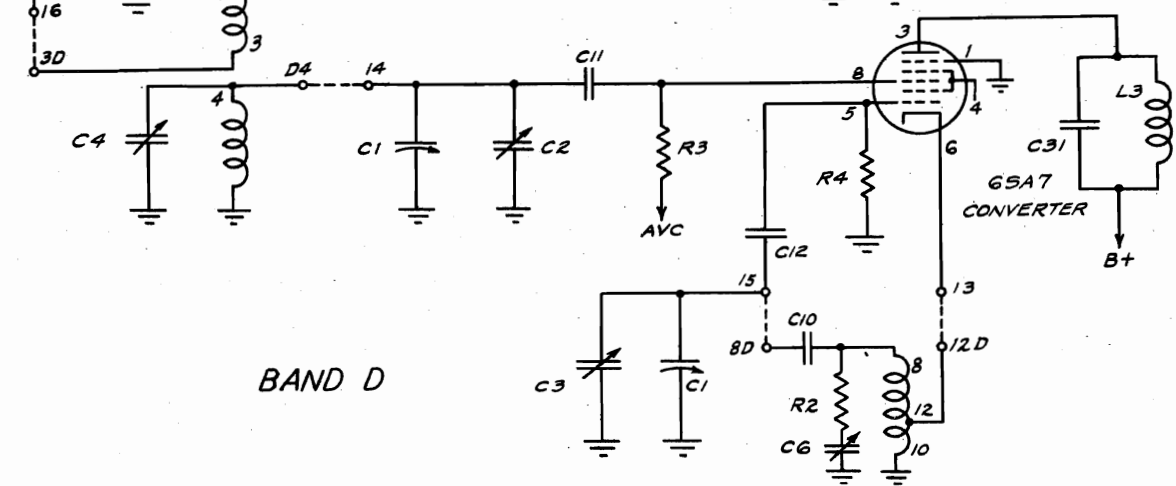 16
3
3D
3
1
C11
D4
14
8
4
4
L3
5
C4
C1
C2
R3
C31
6
R4
6SA7
CONVERTER
AVC
C12
B+
15
13
C10
8D
12D
BAND D
8
C3
C1
R2
12
C6
10